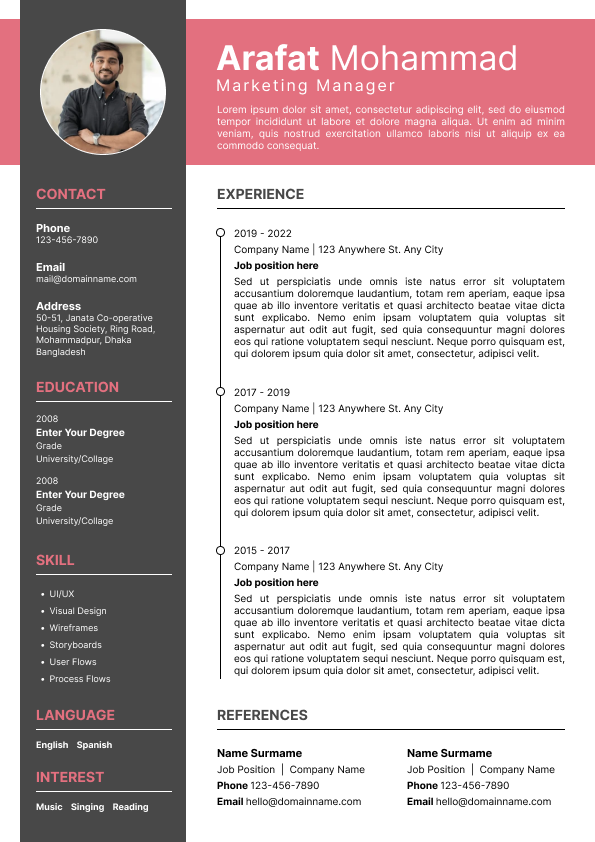 Arafat Mohammad
Marketing Manager
Lorem ipsum dolor sit amet, consectetur adipiscing elit, sed do eiusmod
tempor incididunt ut labore et dolore magna aliqua. Ut enim ad minim
veniam, quis nostrud exercitation ullamco laboris nisi ut aliquip ex ea
commodo consequat.
CONTACT
Phone
123-456-7890
Email
mail@domainname.com
Address
50-51, Janata Co-operative
Housing Society, Ring Road,
Mohammadpur, Dhaka
Bangladesh
EDUCATION
2008
Enter Your Degree
Grade
University/Collage
2008
Enter Your Degree
Grade
University/Collage
SKILL
• UI/UX
• Visual Design
• Wireframes
• Storyboards
• User Flows
• Process Flows
LANGUAGE
English Spanish
INTEREST
Music Singing Reading
EXPERIENCE
2019 - 2022
Company Name | 123 Anywhere St. Any City
Job position here
Sed ut perspiciatis unde omnis iste natus error sit voluptatem
accusantium doloremque laudantium, totam rem aperiam, eaque ipsa
quae ab illo inventore veritatis et quasi architecto beatae vitae dicta
sunt explicabo. Nemo enim ipsam voluptatem quia voluptas sit
aspernatur aut odit aut fugit, sed quia consequuntur magni dolores
eos qui ratione voluptatem sequi nesciunt. Neque porro quisquam est,
qui dolorem ipsum quia dolor sit amet, consectetur, adipisci velit.
2017 - 2019
Company Name | 123 Anywhere St. Any City
Job position here
Sed ut perspiciatis unde omnis iste natus error sit voluptatem
accusantium doloremque laudantium, totam rem aperiam, eaque ipsa
quae ab illo inventore veritatis et quasi architecto beatae vitae dicta
sunt explicabo. Nemo enim ipsam voluptatem quia voluptas sit
aspernatur aut odit aut fugit, sed quia consequuntur magni dolores
eos qui ratione voluptatem sequi nesciunt. Neque porro quisquam est,
qui dolorem ipsum quia dolor sit amet, consectetur, adipisci velit.
2015 - 2017
Company Name | 123 Anywhere St. Any City
Job position here
Sed ut perspiciatis unde omnis iste natus error sit voluptatem
accusantium doloremque laudantium, totam rem aperiam, eaque ipsa
quae ab illo inventore veritatis et quasi architecto beatae vitae dicta
sunt explicabo. Nemo enim ipsam voluptatem quia voluptas sit
aspernatur aut odit aut fugit, sed quia consequuntur magni dolores
eos qui ratione voluptatem sequi nesciunt. Neque porro quisquam est,
qui dolorem ipsum quia dolor sit amet, consectetur, adipisci velit.
REFERENCES
Name Surname
Job Position | Company Name
Phone 123-456-7890
Email hello@domainname.com
Name Surname
Job Position | Company Name
Phone 123-456-7890
Email hello@domainname.com